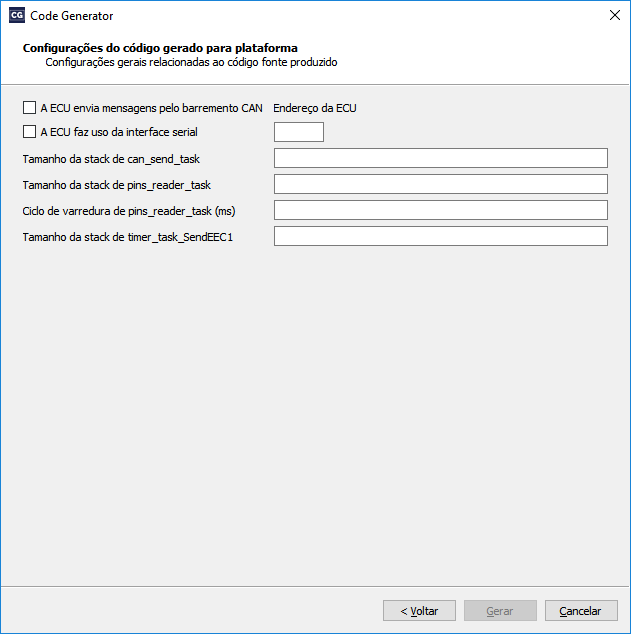 CG Code Generator
Configurações do código gerado para plataforma
Configurações gerais relacionadas ao código fonte produzido
A ECU envia mensagens pelo barremento CAN Endereço da ECU
A ECU faz uso da interface serial
Tamanho da stack de can_send_task
Tamanho da stack de pins_reader_task
Ciclo de varredura de pins_reader_task (ms)
Tamanho da stack de timer_task_SendEEC1
< Voltar Gerar Cancelar